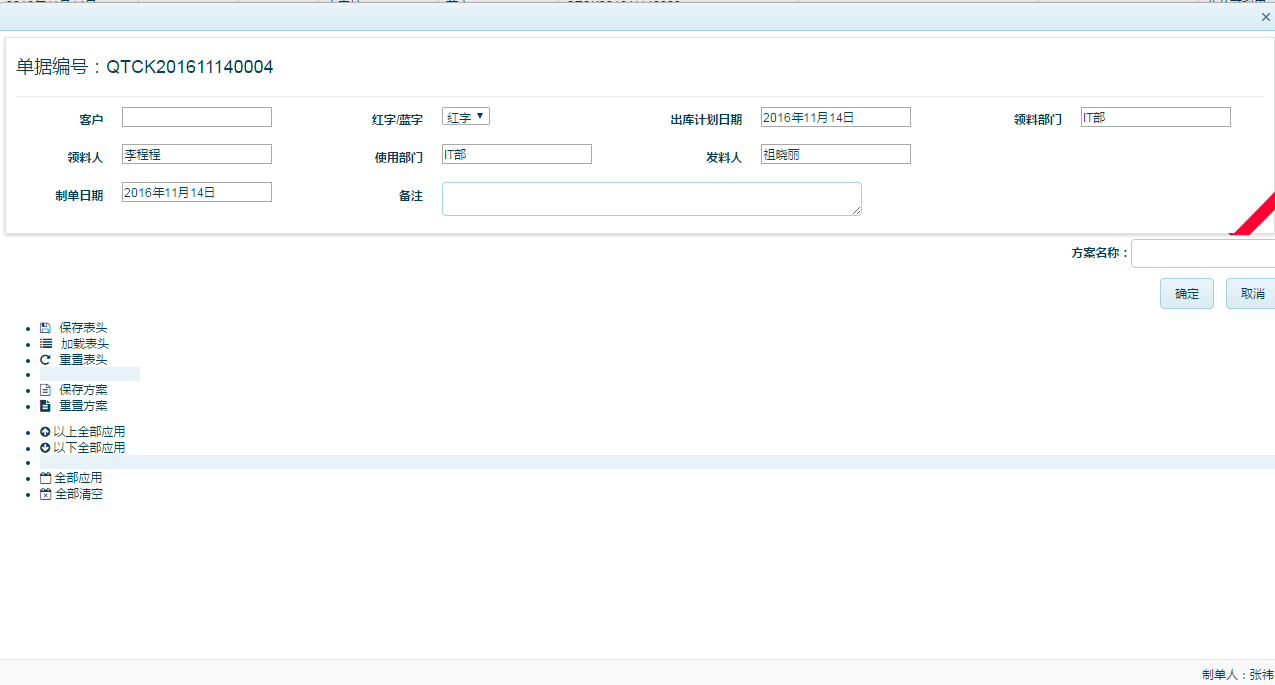 ×
单据编号：QTCK201611140004
客户 红字/蓝字 红字 出库计划日期 2016年11月14日 领料部门 IT部
领料人 李程程 使用部门 IT部 发料人 祖晓丽
制单日期 2016年11月14日 备注
方案名称：
确定 取消
保存表头
加载表头
重置表头
保存方案
重置方案
以上全部应用
以下全部应用
全部应用
全部清空
制单人：张祎